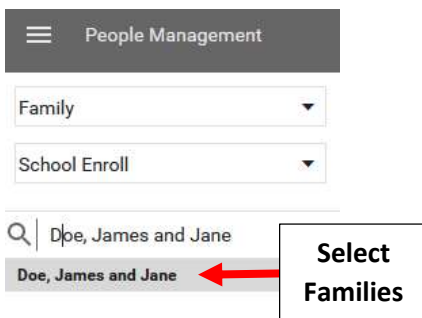 People Management
Family
School Enroll
Doe, James and Jane
Doe, James and Jane
Select
Families